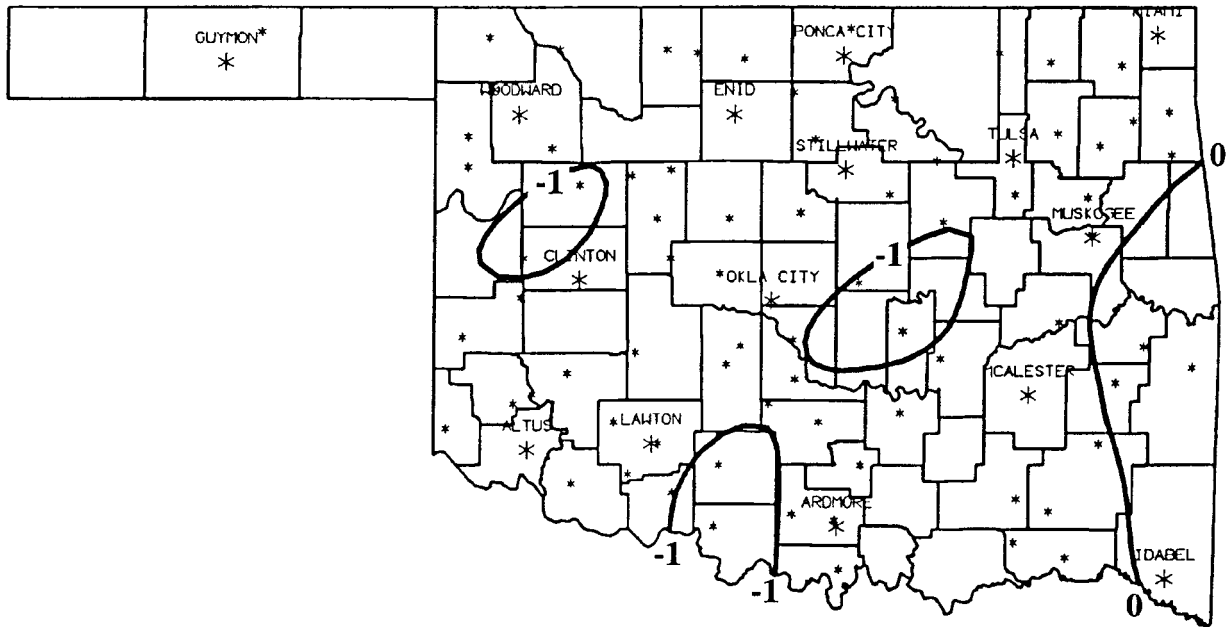 MIAMI
GUYMON
PONCA CITY
WOODWARD
ENID
TULSA
STILLWATER
0
-1
MUSKOGEE
CLINTON
-1
OKLA CITY
MCALESTER
ALTUS
LAWTON
ARDMORE
-1
IDABEL
-1
0